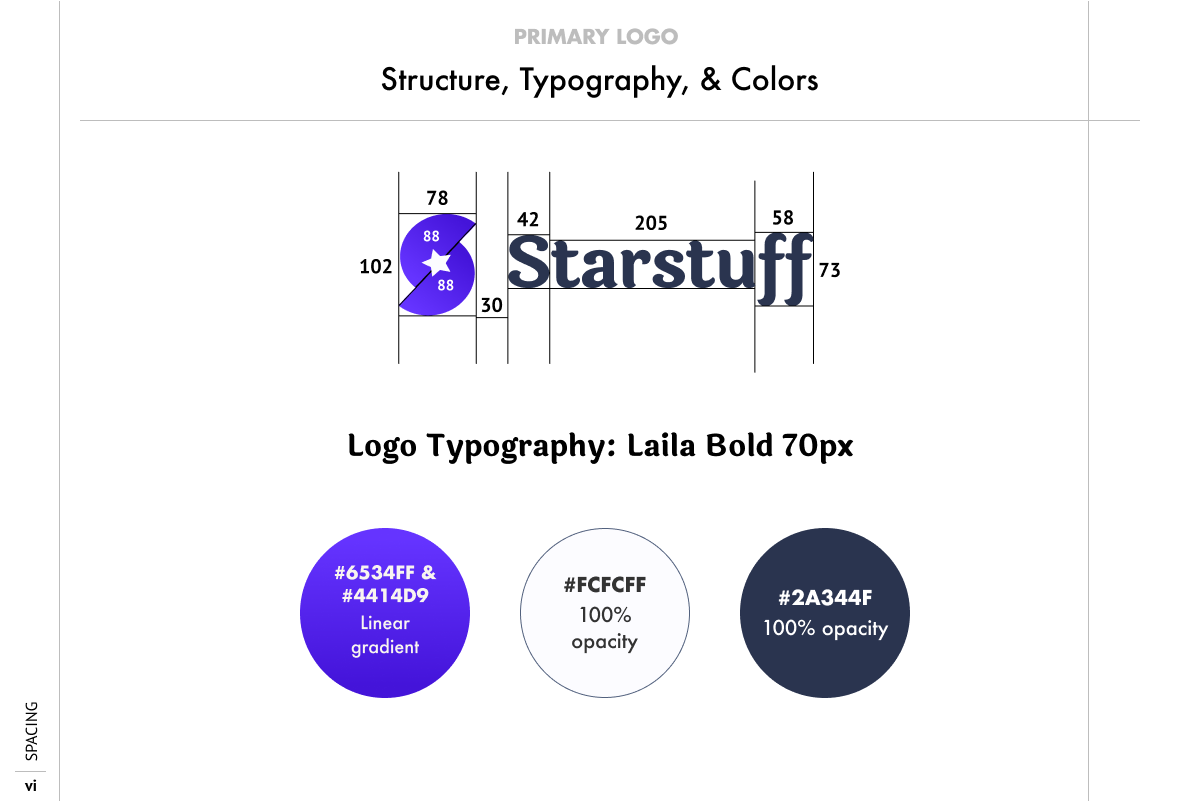 PRIMARY LOGO
Structure, Typography, & Colors
78
42
205
58
88
102
88
30
Starstuff
73
Logo Typography: Laila Bold 70px
#6534FF &
#4414D9
Linear
gradient
#FCFCFF
100%
opacity
#2A344F
100% opacity
SPACING
vi